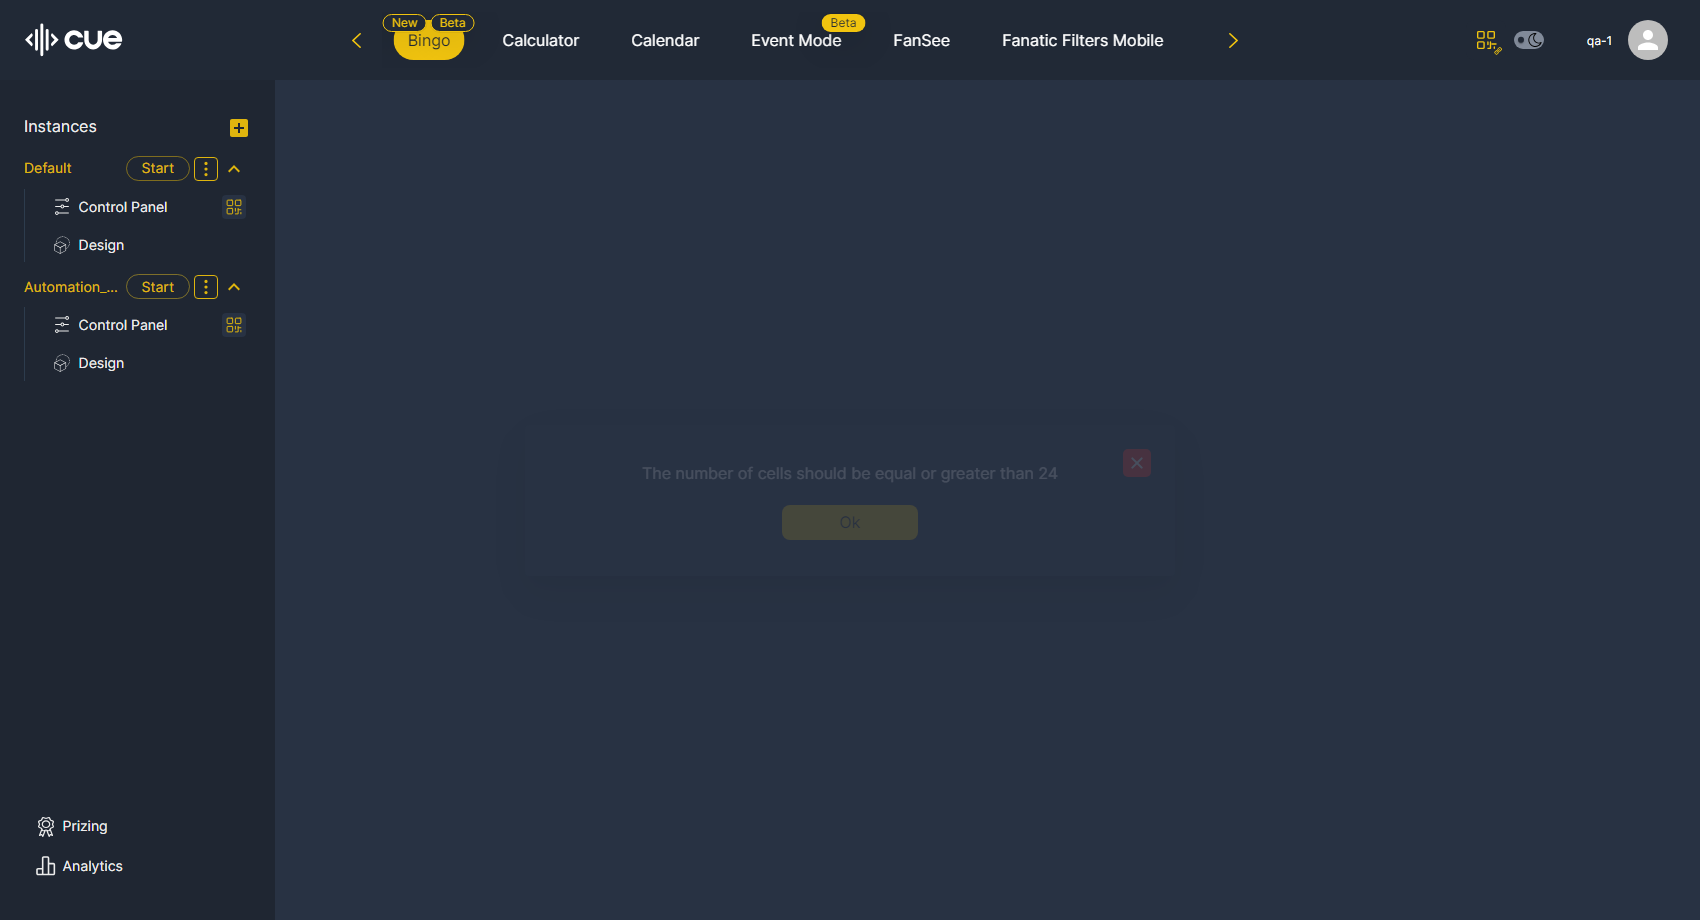 cue
New Beta
Bingo
Calculator
Calendar
Beta
Event Mode
FanSee
Fanatic Filters Mobile
qa-1
Instances
Default
Start
Control Panel
Design
Automation_...
Start
Control Panel
Design
The number of cells should be equal or greater than 24
Ok
Prizing
Analytics